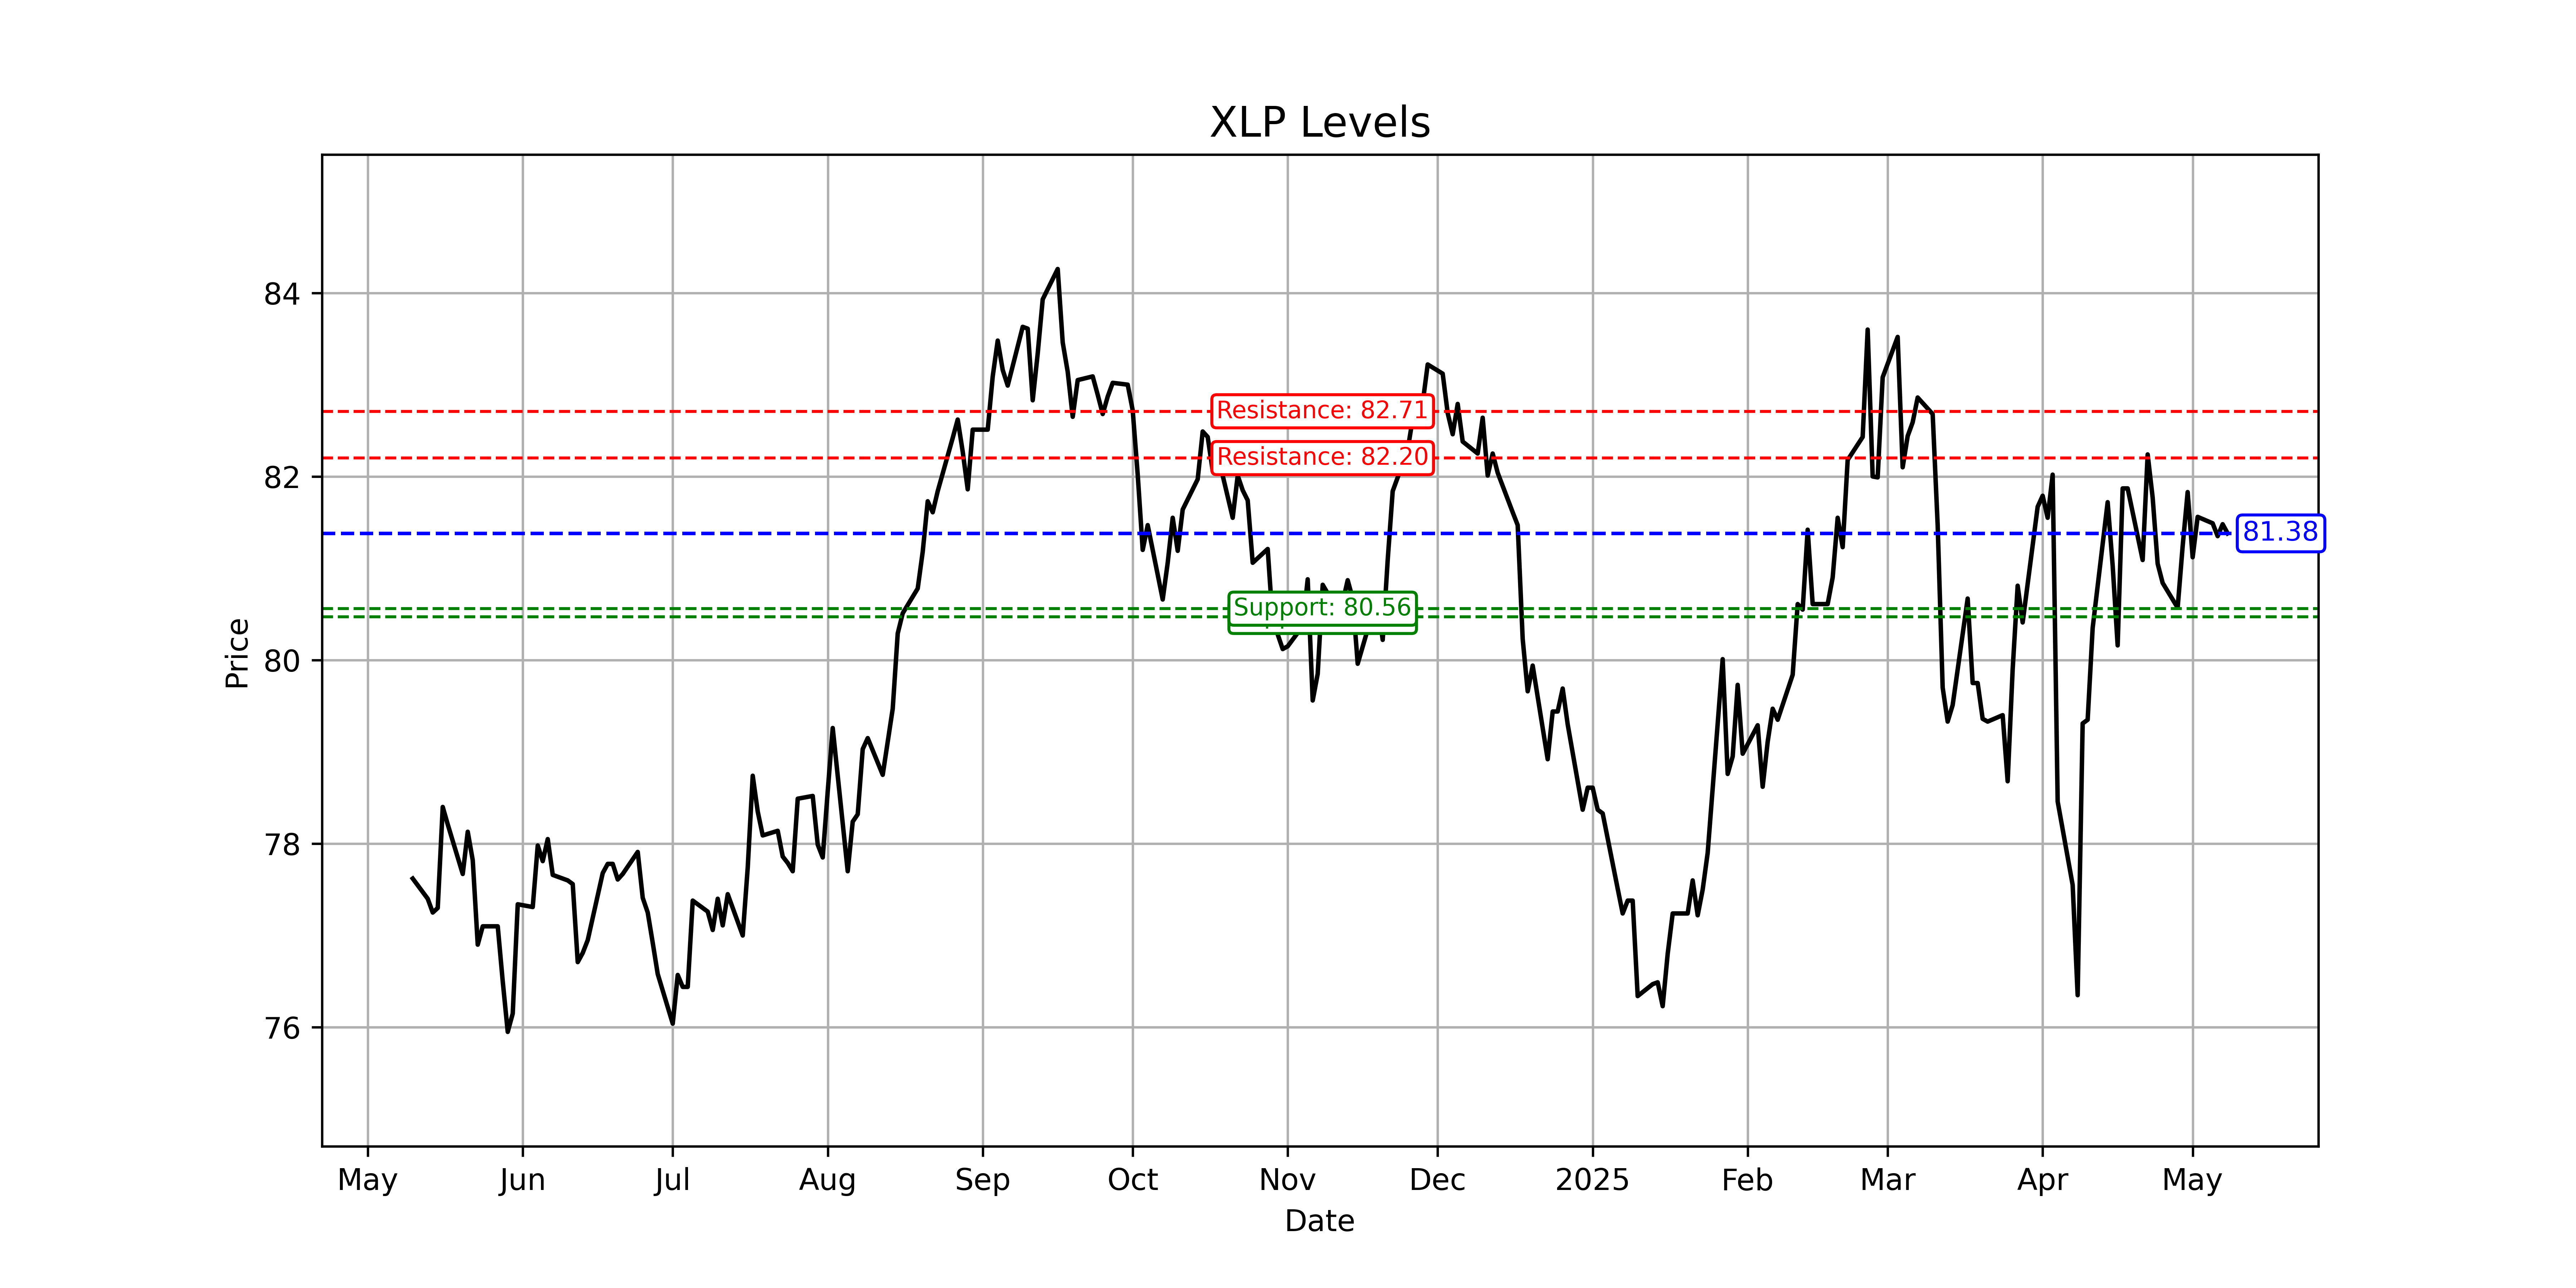 XLP Levels
Price
84
82
80
78
76
Resistance: 82.71
Resistance: 82.20
81.38
Support: 80.56
May Jun Jul Aug Sep Oct Nov Dec 2025 Feb Mar Apr May
Date